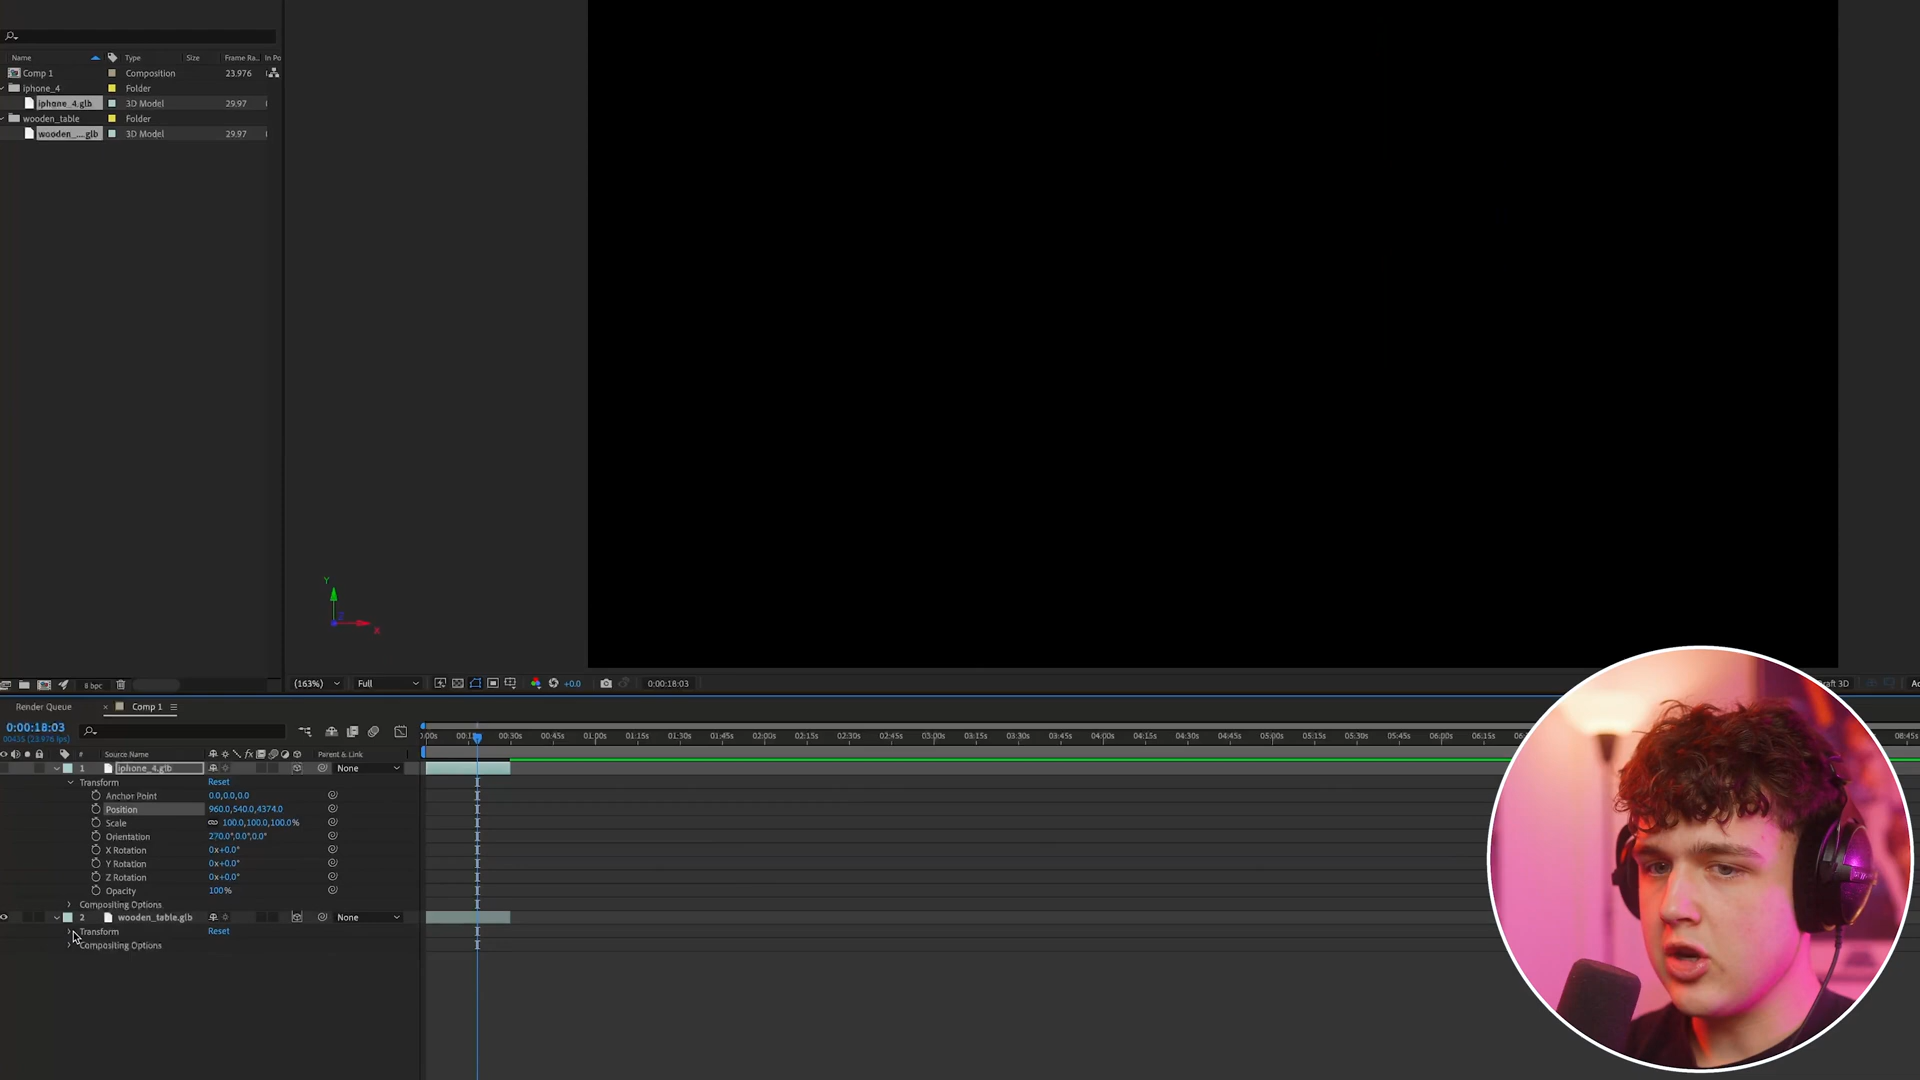 Name Type Size Frame Ra.. In Po
Comp 1 Composition 23.976
iphone_4 Folder
iphone_4.glb 3D Model 29.97
wooden_table Folder
wooden_....glb 3D Model 29.97
Y
Z
X
8 bpc
(163%) Full +0.0 0:00:18:03 raft 3D
Render Queue × Comp 1
0:00:18:03
00435 (23.976 fps)
00s 00:30s 00:45s 01:00s 01:15s 01:30s 01:45s 02:00s 02:15s 02:30s 02:45s 03:00s 03:15s 03:30s 03:45s 04:00s 04:15s 04:30s 04:45s 05:00s 05:15s 05:30s 05:45s 06:00s 06:15s 08:45s
# Source Name Parent & Link
1 iphone_4.glb None
Transform Reset
Anchor Point 0.0,0.0,0.0
Position 960.0,540.0,4374.0
Scale 100.0,100.0,100.0%
Orientation 270.0°,0.0°,0.0°
X Rotation 0x+0.0°
Y Rotation 0x+0.0°
Z Rotation 0x+0.0°
Opacity 100%
Compositing Options
2 wooden_table.glb None
Transform Reset
Compositing Options